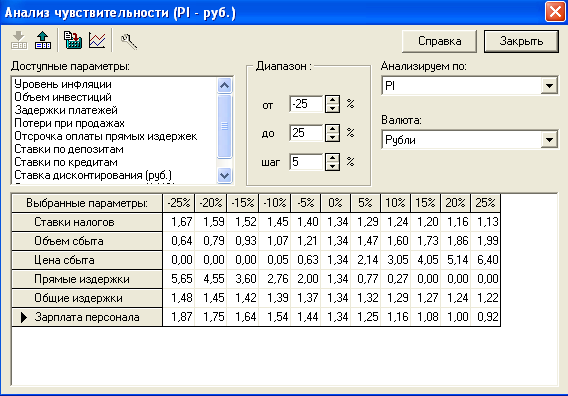 Анализ чувствительности (PI - руб.)
Справка
Закрыть
Доступные параметры:
Уровень инфляции
Объем инвестиций
Задержки платежей
Потери при продажах
Отсрочка оплаты прямых издержек
Ставки по депозитам
Ставки по кредитам
Ставка дисконтирования (руб.)
Диапазон :
от -25 %
до 25 %
шаг 5 %
Анализируем по:
PI
Валюта:
Рубли
Выбранные параметры: -25% -20% -15% -10% -5% 0% 5% 10% 15% 20% 25%
Ставки налогов 1,67 1,59 1,52 1,45 1,40 1,34 1,29 1,24 1,20 1,16 1,13
Объем сбыта 0,64 0,79 0,93 1,07 1,21 1,34 1,47 1,60 1,73 1,86 1,99
Цена сбыта 0,00 0,00 0,00 0,05 0,63 1,34 2,14 3,05 4,05 5,14 6,40
Прямые издержки 5,65 4,55 3,60 2,76 2,00 1,34 0,77 0,27 0,00 0,00 0,00
Общие издержки 1,48 1,45 1,42 1,39 1,37 1,34 1,32 1,29 1,27 1,24 1,22
Зарплата персонала 1,87 1,75 1,64 1,54 1,44 1,34 1,25 1,16 1,08 1,00 0,92